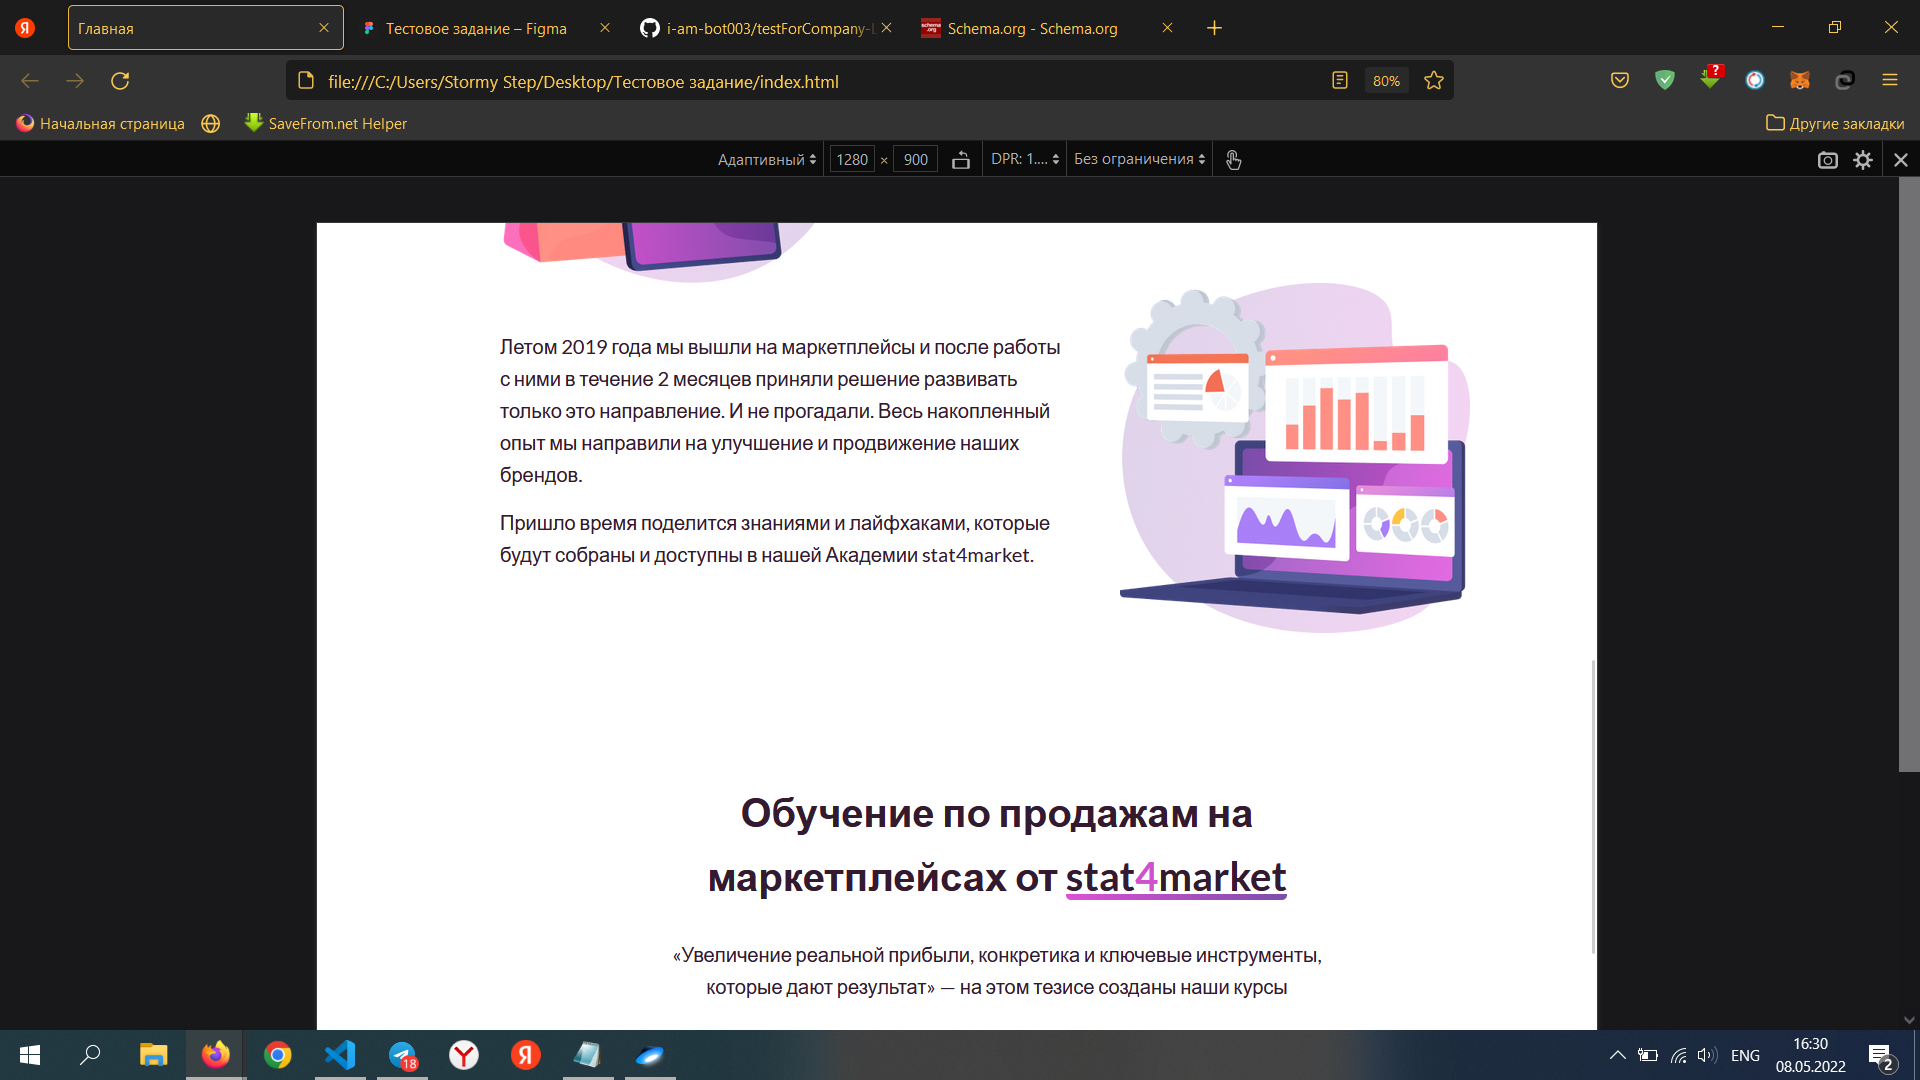 Главная
Тестовое задание – Figma
i-am-bot003/testForCompany-L
Schema.org - Schema.org
file:///C:/Users/Stormy Step/Desktop/Тестовое задание/index.html
80%
?
Начальная страница
SaveFrom.net Helper
Другие закладки
Адаптивный
1280 × 900
DPR: 1....
Без ограничения
Летом 2019 года мы вышли на маркетплейсы и после работы
с ними в течение 2 месяцев приняли решение развивать
только это направление. И не прогадали. Весь накопленный
опыт мы направили на улучшение и продвижение наших
брендов.
Пришло время поделится знаниями и лайфхаками, которые
будут собраны и доступны в нашей Академии stat4market.
Обучение по продажам на
маркетплейсах от stat4market
«Увеличение реальной прибыли, конкретика и ключевые инструменты,
которые дают результат» — на этом тезисе созданы наши курсы
18
Я
ENG
16:30
08.05.2022
2